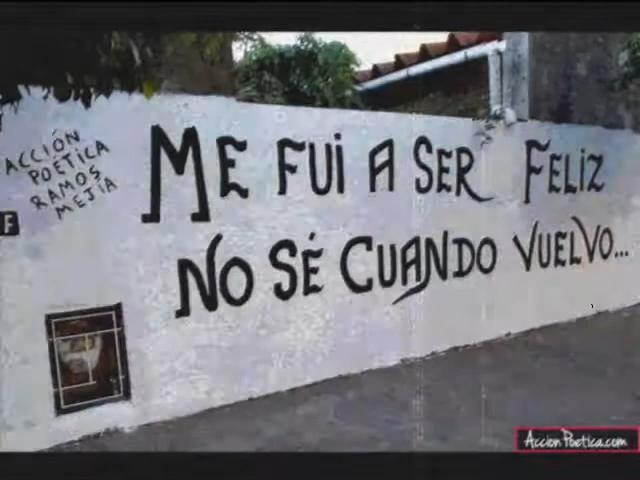 ACCIÓN
POÉTICA
RAMOS
MEJÍA
F
ME FUI A SER FELIZ
NO SÉ CUANDO VUELVO...
AccionPoetica.com